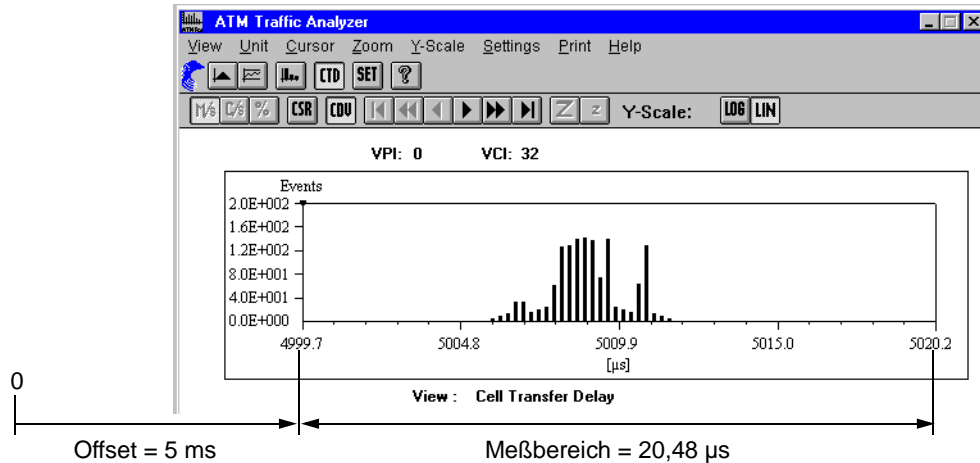 ATM Traffic Analyzer
View Unit Cursor Zoom Y-Scale Settings Print Help
CTD SET ?
M/s C/s % CSR CDV Z z Y-Scale: LOG LIN
VPI: 0 VCI: 32
Events
2.0E+002
1.6E+002
1.2E+002
8.0E+001
4.0E+001
0.0E+000
4999.7 5004.8 5009.9 5015.0 5020.2
[µs]
View : Cell Transfer Delay
0
Offset = 5 ms Meßbereich = 20,48 µs